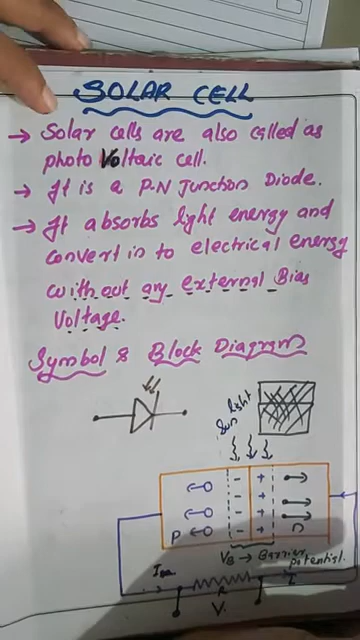 SOLAR CELL
→ Solar cells are also called as
photo Voltaic cell.
→ It is a P-N Junction Diode.
→ It absorbs light energy and
convert in to electrical energy
without any external Bias
Voltage.
Symbol & Block Diagram
Sun light
- +
- +
- +
- +
P
n
VB → Barrier
potential.
I
R
V